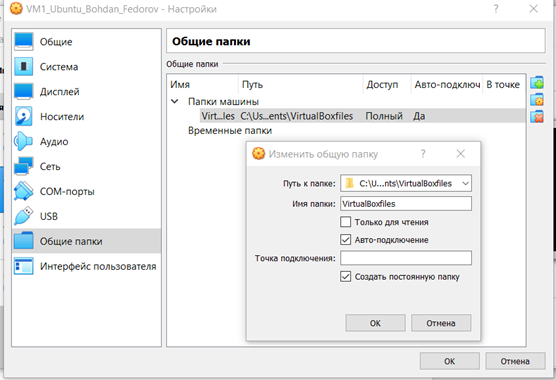 VM1_Ubuntu_Bohdan_Fedorov - Настройки
Общие
Система
Дисплей
Носители
Аудио
Сеть
COM-порты
USB
Общие папки
Интерфейс пользователя
Общие папки
Общие папки
Имя Путь Доступ Авто-подключ В точке
Папки машины
Virt...les C:\Us...ents\VirtualBoxfiles Полный Да
Временные папки
Изменить общую папку
Путь к папке: C:\U...nts\VirtualBoxfiles
Имя папки: VirtualBoxfiles
Только для чтения
Авто-подключение
Точка подключения:
Создать постоянную папку
OK Отмена
OK Отмена